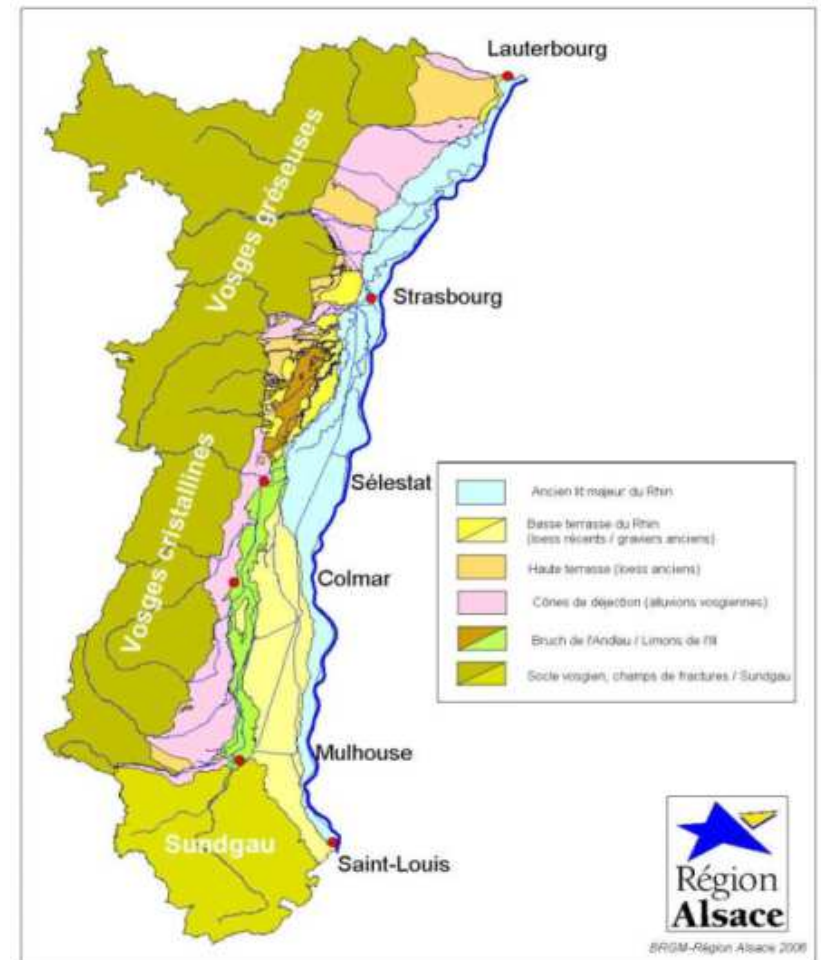 Lauterbourg
Vosges gréseuses
Strasbourg
Sélestat
Vosges cristallines
Colmar
Mulhouse
Sundgau
Saint-Louis
Ancien lit majeur du Rhin
Basse terrasse du Rhin
(loess récents / graviers anciens)
Haute terrasse (loess anciens)
Cônes de déjection (alluvions vosgiennes)
Bruch de l'Andlau / Limons de l'Ill
Socle vosgien, champs de fractures / Sundgau
Région
Alsace
BRGM-Région Alsace 2006